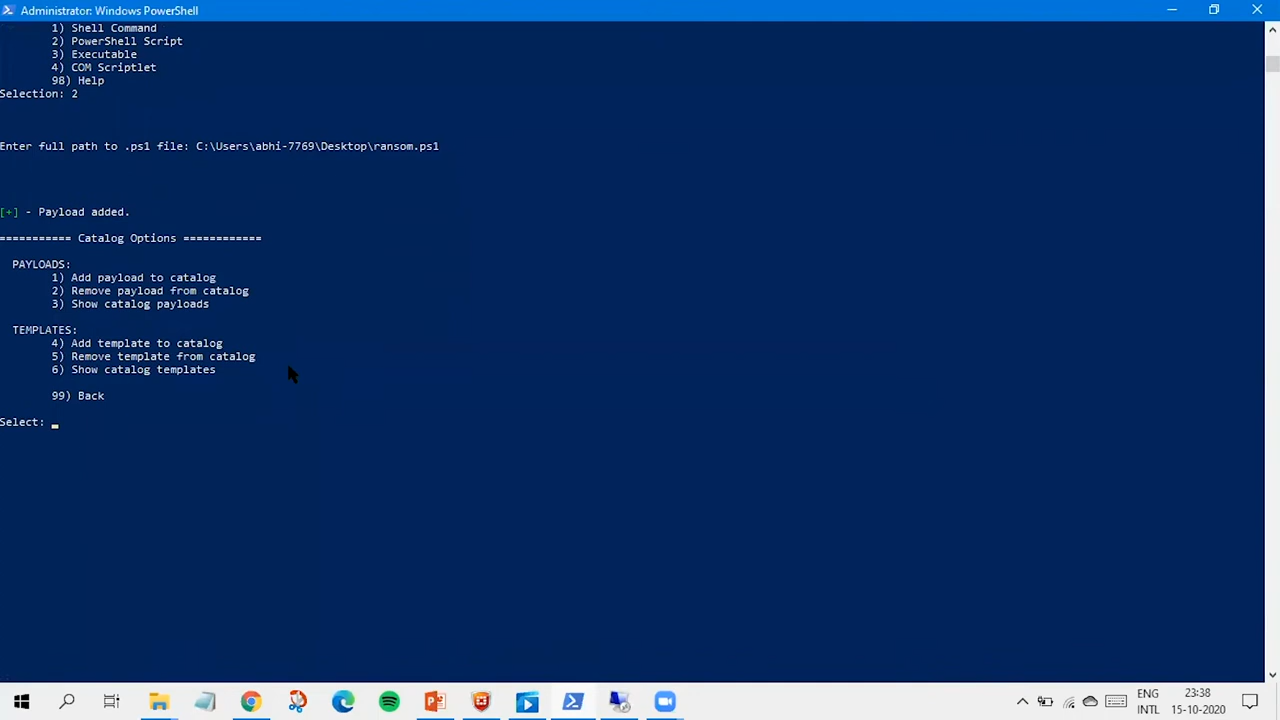 Administrator: Windows PowerShell
1) Shell Command
2) PowerShell Script
3) Executable
4) COM Scriptlet
98) Help
Selection: 2
Enter full path to .ps1 file: C:\Users\abhi-7769\Desktop\ransom.ps1
[+] - Payload added.
=========== Catalog Options ============
PAYLOADS:
1) Add payload to catalog
2) Remove payload from catalog
3) Show catalog payloads
TEMPLATES:
4) Add template to catalog
5) Remove template from catalog
6) Show catalog templates
99) Back
Select:
ENG
INTL
23:38
15-10-2020